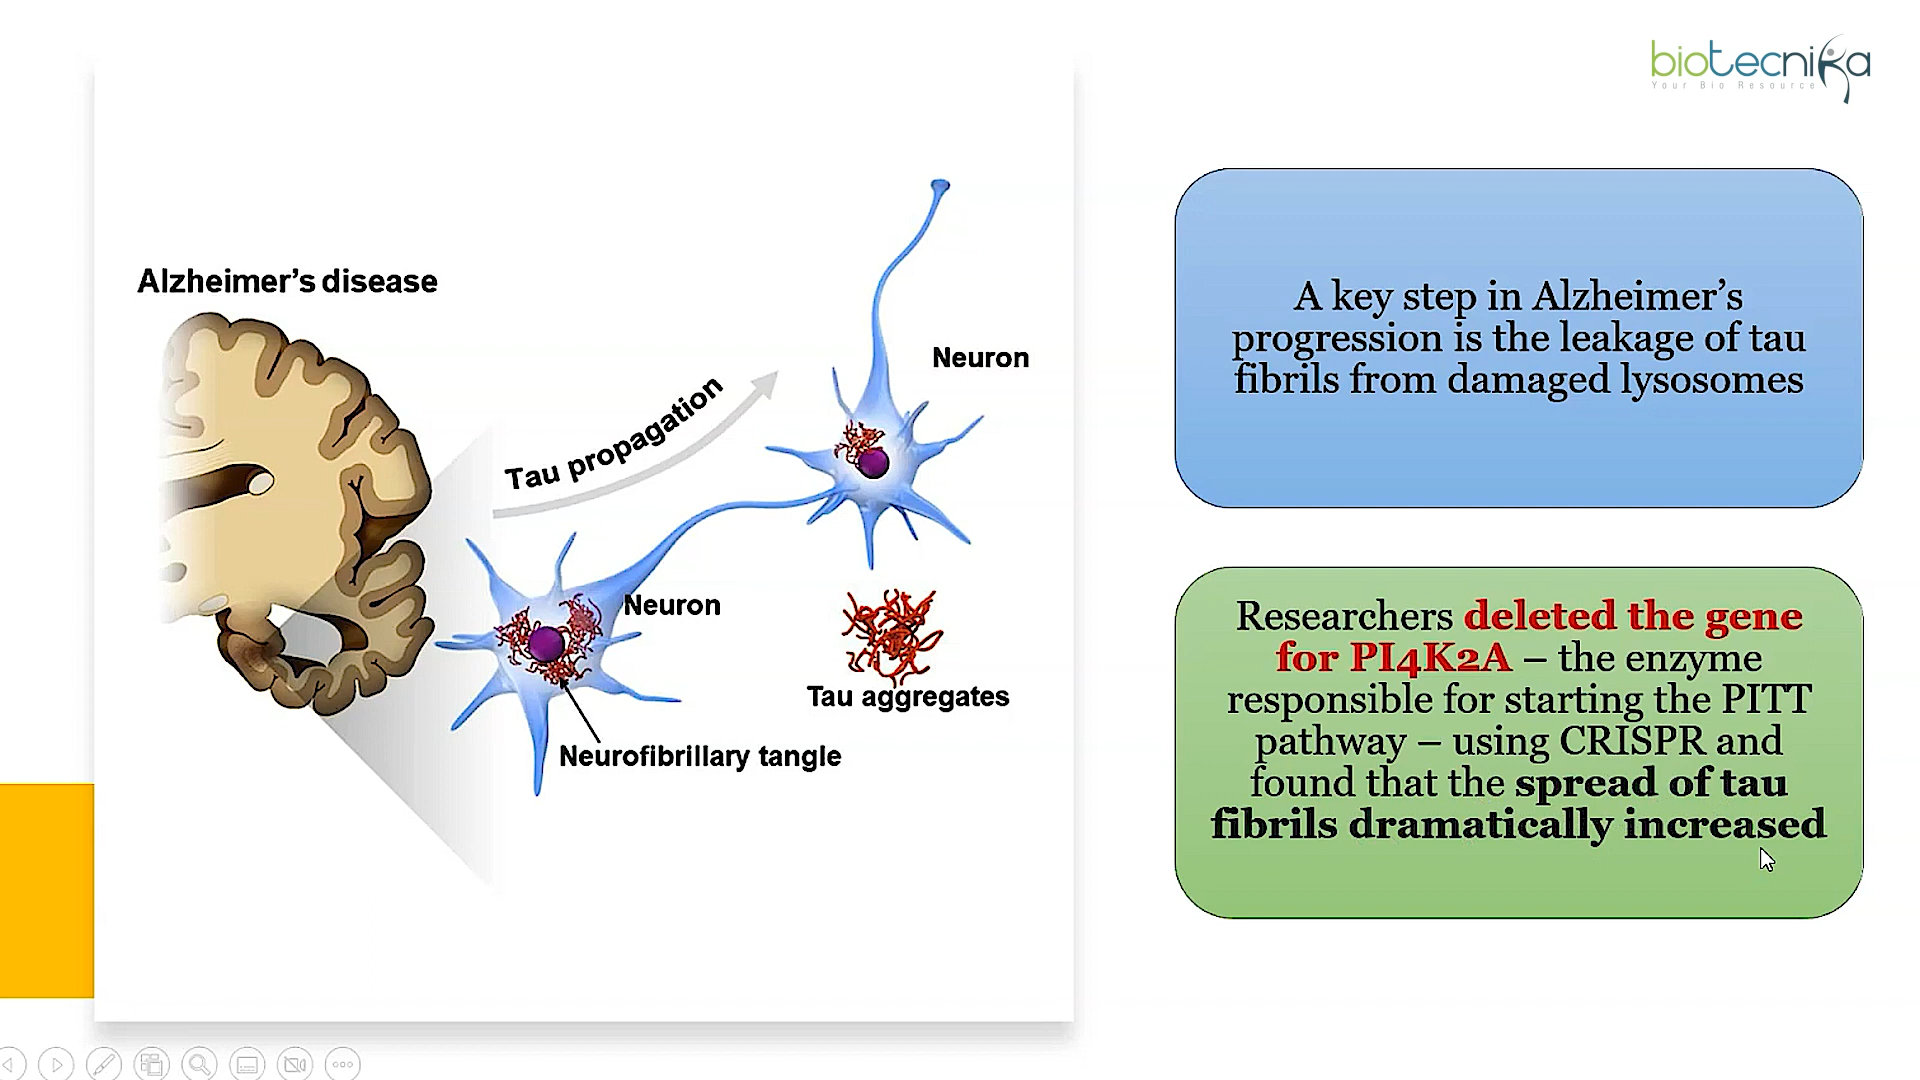 biotecnika
Your Bio Resource
Alzheimer's disease
Neuron
Tau propagation
Neuron
Tau aggregates
Neurofibrillary tangle
A key step in Alzheimer's
progression is the leakage of tau
fibrils from damaged lysosomes
Researchers deleted the gene
for PI4K2A – the enzyme
responsible for starting the PITT
pathway – using CRISPR and
found that the spread of tau
fibrils dramatically increased